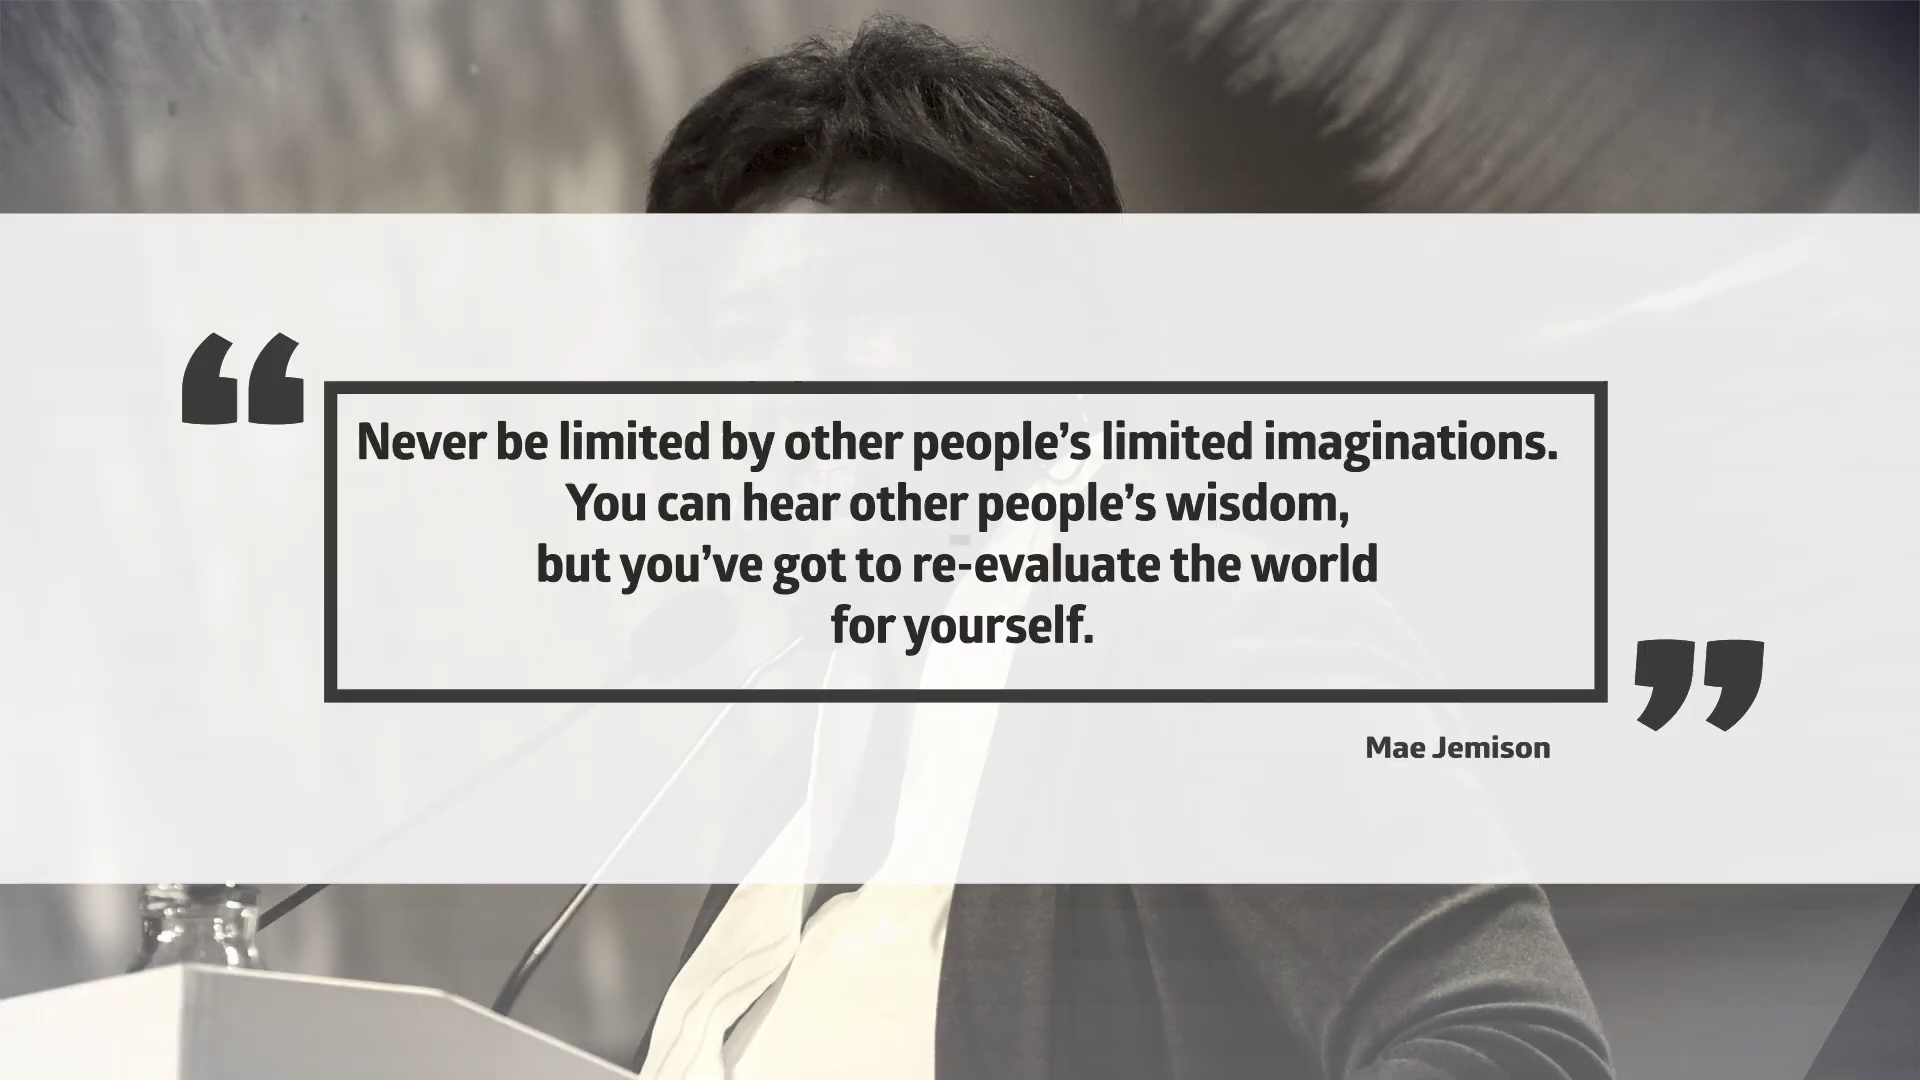 “
Never be limited by other people’s limited imaginations.
You can hear other people’s wisdom,
but you’ve got to re-evaluate the world
for yourself.
”
Mae Jemison